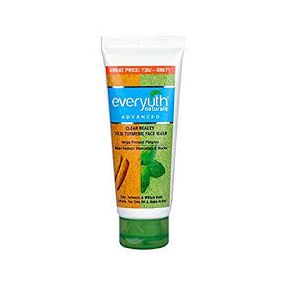 GREAT PRICE ₹35/- ONLY!
everyuth
naturals
ADVANCED
CLEAR BEAUTY
TULSI TURMERIC FACE WASH
Helps Prevent Pimples
Helps Reduce Blemishes & Marks